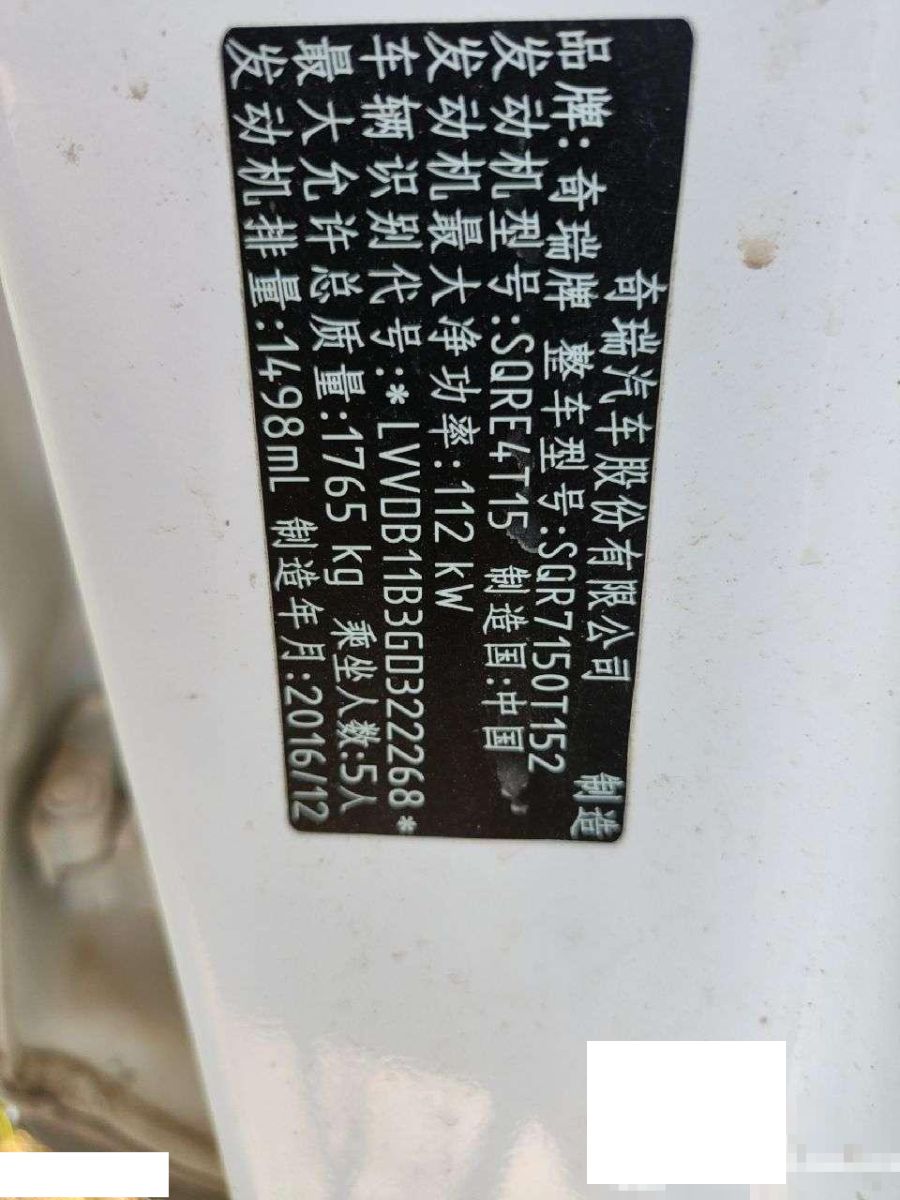 奇瑞汽车股份有限公司 制造
品牌:奇瑞牌 整车型号:SQR7150T152
发动机型号:SQRE4T15 制造国:中国
发动机最大净功率:112 kW
车辆识别代号:*LVVDB11B3GD322268*
最大允许总质量:1765 kg 乘坐人数:5人
发动机排量:1498mL 制造年月:2016/12